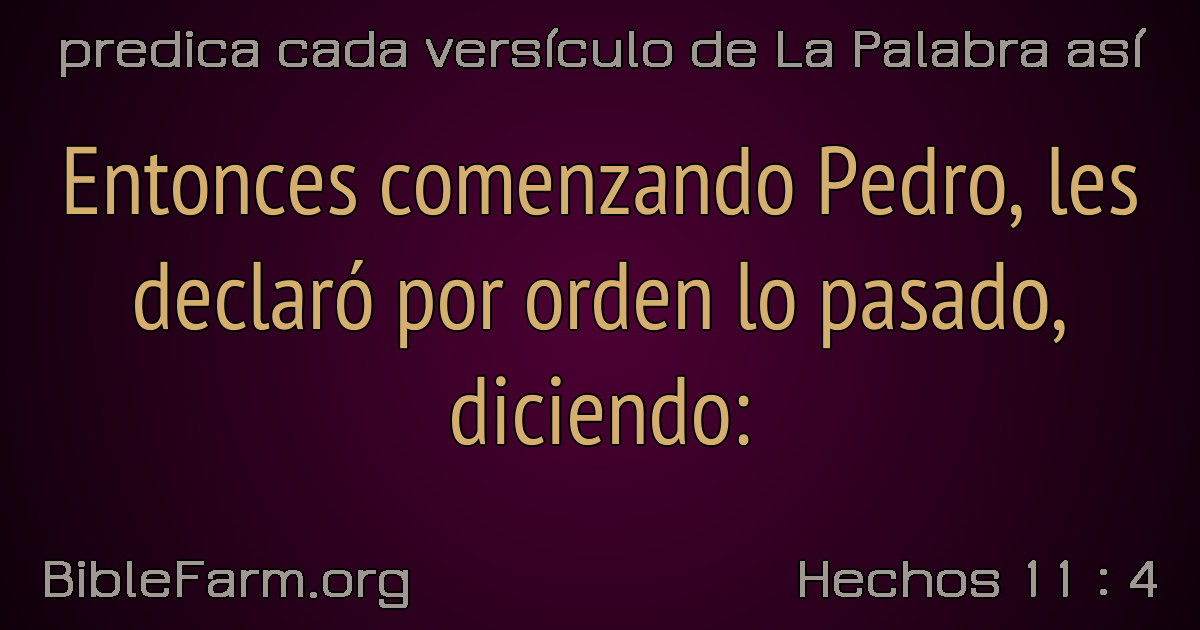 predica cada versículo de La Palabra así
Entonces comenzando Pedro, les
declaró por orden lo pasado,
diciendo:
BibleFarm.org
Hechos 11 : 4